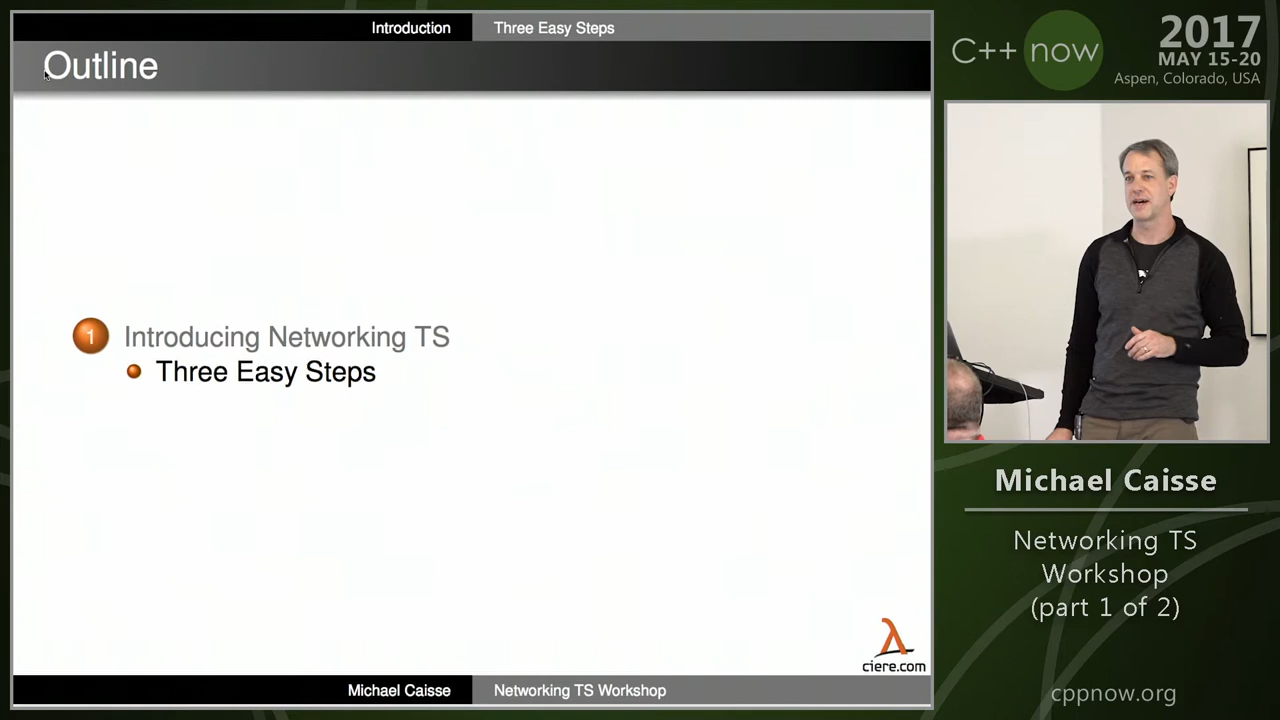 Introduction
Three Easy Steps
Outline
1 Introducing Networking TS
Three Easy Steps
ciere.com
Michael Caisse
Networking TS Workshop
C++ now
2017
MAY 15-20
Aspen, Colorado, USA
Michael Caisse
Networking TS
Workshop
(part 1 of 2)
cppnow.org